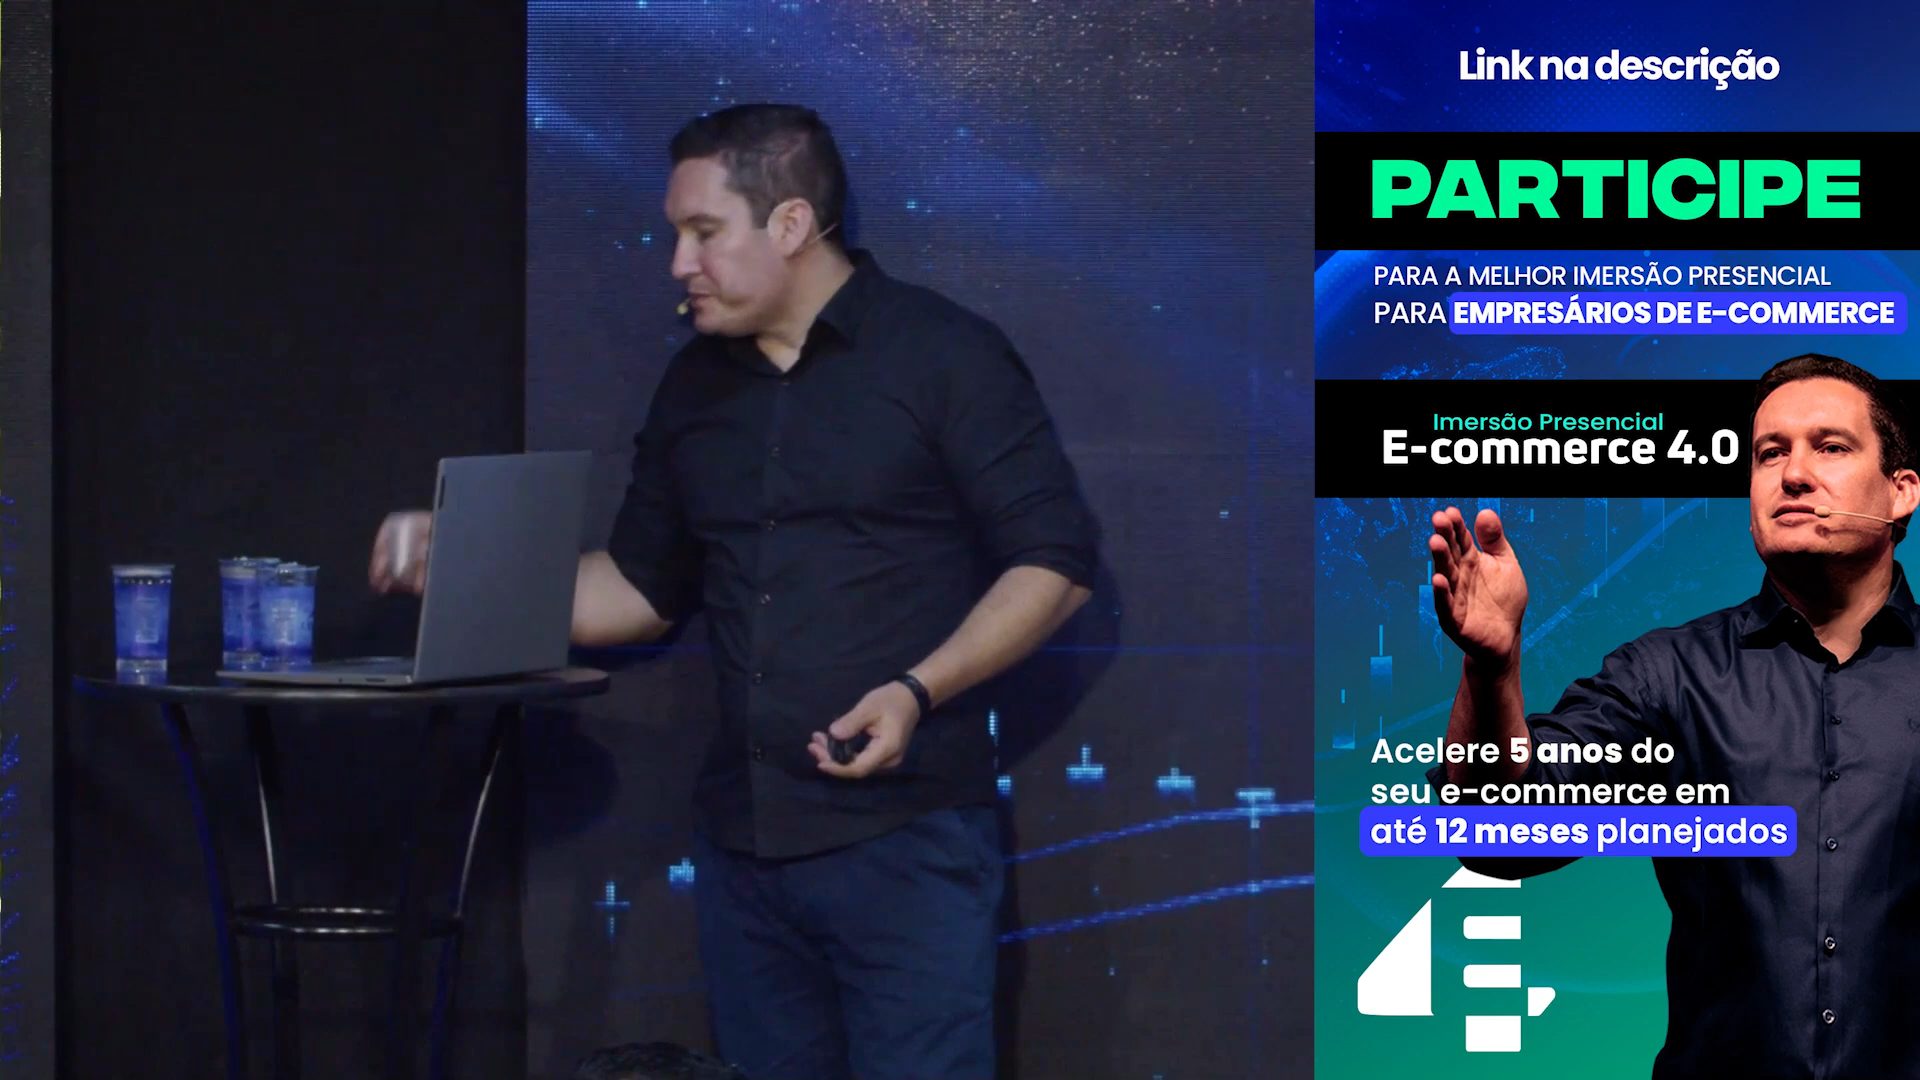 Link na descrição
PARTICIPE
PARA A MELHOR IMERSÃO PRESENCIAL
PARA EMPRESÁRIOS DE E-COMMERCE
Imersão Presencial
E-commerce 4.0
Acelere 5 anos do
seu e-commerce em
até 12 meses planejados
4E